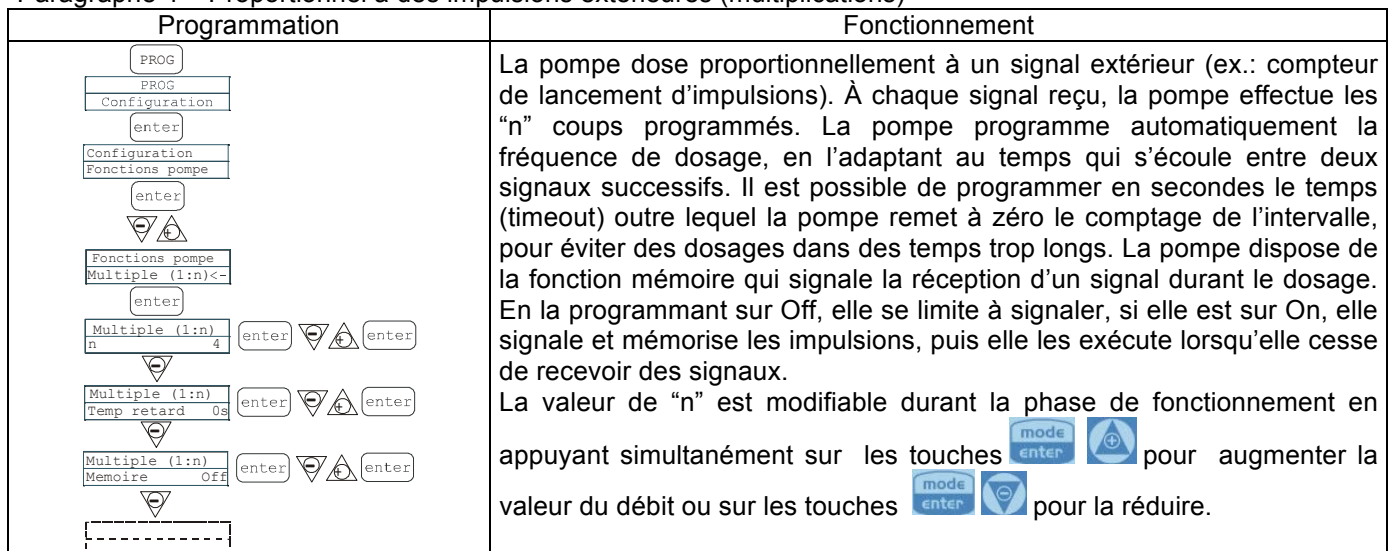 Programmation
Fonctionnement
PROG
PROG
Configuration
enter
Configuration
Fonctions pompe
enter
Fonctions pompe
Multiple (1:n)<-
enter
Multiple (1:n)
n 4
enter
enter
Multiple (1:n)
Temp retard 0s
enter
enter
Multiple (1:n)
Memoire Off
enter
enter
La pompe dose proportionnellement à un signal extérieur (ex.: compteur
de lancement d'impulsions). À chaque signal reçu, la pompe effectue les
“n” coups programmés. La pompe programme automatiquement la
fréquence de dosage, en l'adaptant au temps qui s'écoule entre deux
signaux successifs. Il est possible de programmer en secondes le temps
(timeout) outre lequel la pompe remet à zéro le comptage de l'intervalle,
pour éviter des dosages dans des temps trop longs. La pompe dispose de
la fonction mémoire qui signale la réception d'un signal durant le dosage.
En la programmant sur Off, elle se limite à signaler, si elle est sur On, elle
signale et mémorise les impulsions, puis elle les exécute lorsqu'elle cesse
de recevoir des signaux.
La valeur de “n” est modifiable durant la phase de fonctionnement en
appuyant simultanément sur les touches mode enter pour augmenter la
valeur du débit ou sur les touches mode enter pour la réduire.